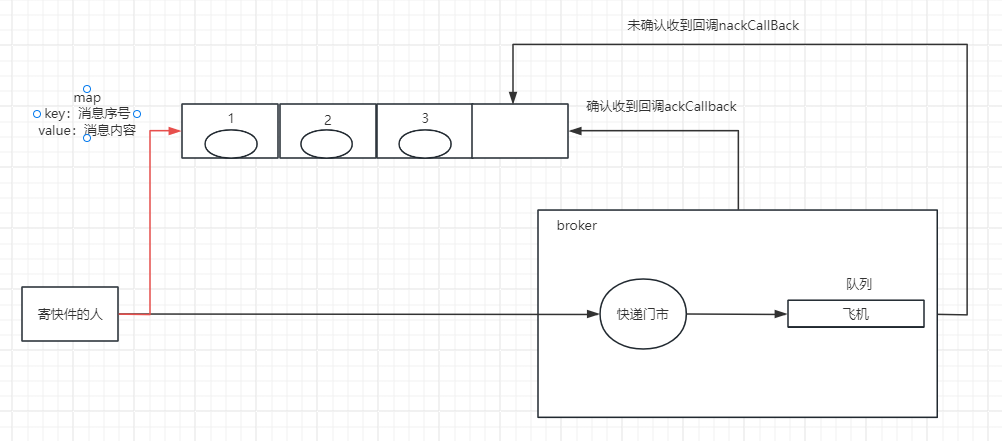 未确认收到回调nackCallBack
map
key：消息序号
value：消息内容
确认收到回调ackCallback
1
2
3
broker
队列
寄快件的人
快递门市
飞机